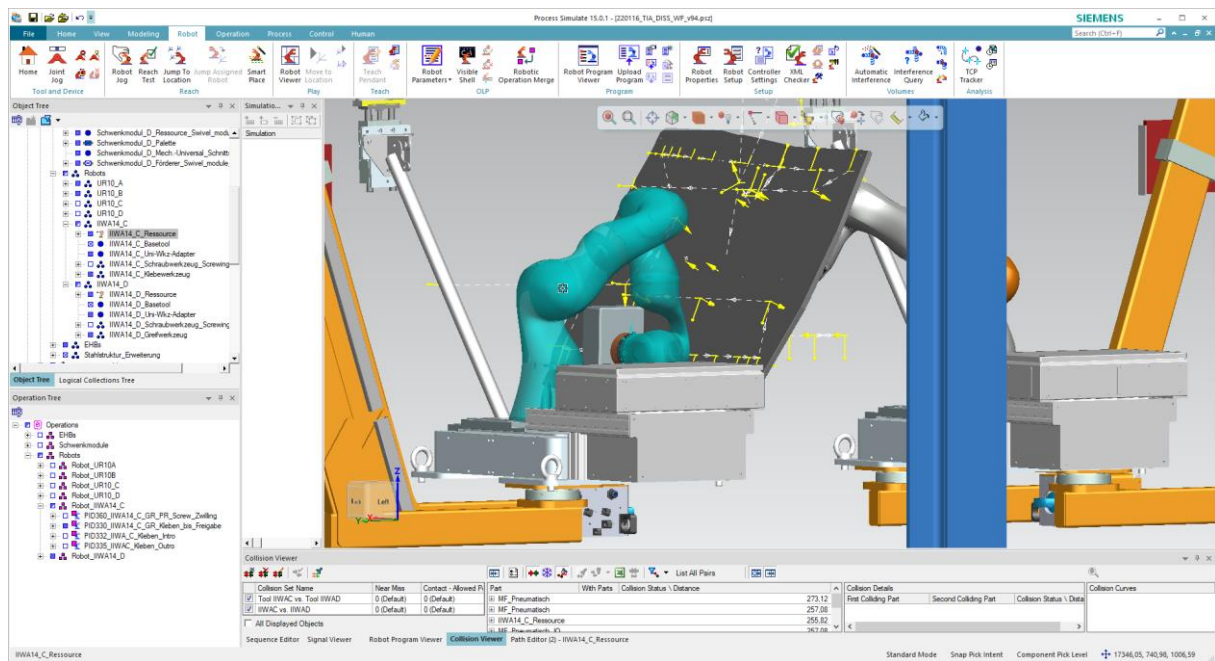 Process Simulate 15.0.1 - [220116_TIA_DISS_WF_v94.psz]
SIEMENS
File Home View Modeling Robot Operation Process Control Human
Search (Ctrl+F)
Home
Joint Jog
Robot Jog
Reach Test
Jump To Location
Jump Assigned Robot
Smart Place
Robot Viewer
Move to Location
Teach Pendant
Robot Parameters
Visible Shell
Robotic Operation Merge
Robot Program Viewer
Upload Program
Robot Properties
Robot Setup
Controller Settings
XML Checker
Automatic Interference
Interference Query
TCP Tracker
Tool and Device
Reach
Play
Teach
OLP
Program
Setup
Volumes
Analysis
Object Tree
Simulatio...
Simulation
Schwenkmodul_D_Ressource_Swivel_modu
Schwenkmodul_D_Palette
Schwenkmodul_D_Mech.-Universal_Schnitts
Schwenkmodul_D_Förderer_Swivel_module_
Robots
UR10_A
UR10_B
UR10_C
UR10_D
IIWA14_C
IIWA14_C_Ressource
IIWA14_C_Basetool
IIWA14_C_Uni-Wkz-Adapter
IIWA14_C_Schraubwerkzeug_Screwing
IIWA14_C_Klebewerkzeug
IIWA14_D
IIWA14_D_Ressource
IIWA14_D_Basetool
IIWA14_D_Uni-Wkz-Adapter
IIWA14_D_Schraubwerkzeug_Screwing
IIWA14_D_Greifwerkzeug
EHBs
Stahlstruktur_Erweiterung
Object Tree Logical Collections Tree
Operation Tree
Operations
EHBs
Schwenkmodule
Robots
Robot_UR10A
Robot_UR10B
Robot_UR10_C
Robot_UR10_D
Robot_IIWA14_C
PID360_IIWA14_C_GR_PR_Screw_Zwilling
PID330_IIWA14_C_GR_Kleben_bis_Freigabe
PID332_IIWA_C_Kleben_Intro
PID335_IIWAC_Kleben_Outro
Robot_IIWA14_D
Left
Z
Y
X
Collision Viewer
List All Pairs
Collision Set Name Near Miss Contact - Allowed P
Tool IIWAC vs. Tool IIWAD 0 (Default) 0 (Default)
IIWAC vs. IIWAD 0 (Default) 0 (Default)
All Displayed Objects
Part With Parts Collision Status \ Distance
MF_Pneumatisch 273,12
MF_Pneumatisch 257,08
IIWA14_C_Ressource 255,82
MF_Pneumatisch_IO 257,08
Collision Details
First Colliding Part Second Colliding Part Collision Status \ Dista
Collision Curves
Sequence Editor Signal Viewer Robot Program Viewer Collision Viewer Path Editor (2) - IIWA14_C_Ressource
IIWA14_C_Ressource
Standard Mode Snap Pick Intent Component Pick Level 17346,05, 740,98, 1006,59